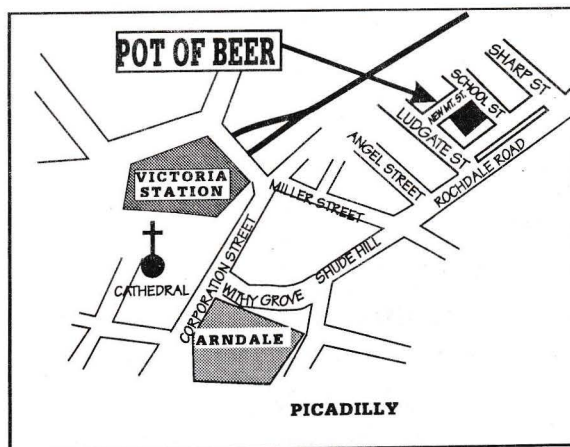 POT OF BEER
SHARP ST
SCHOOL ST
NEW MT. ST.
LUDGATE ST
ANGEL STREET
ROCHDALE ROAD
VICTORIA
STATION
MILLER STREET
SHUDE HILL
CORPORATION STREET
CATHEDRAL
WITHY GROVE
ARNDALE
PICADILLY